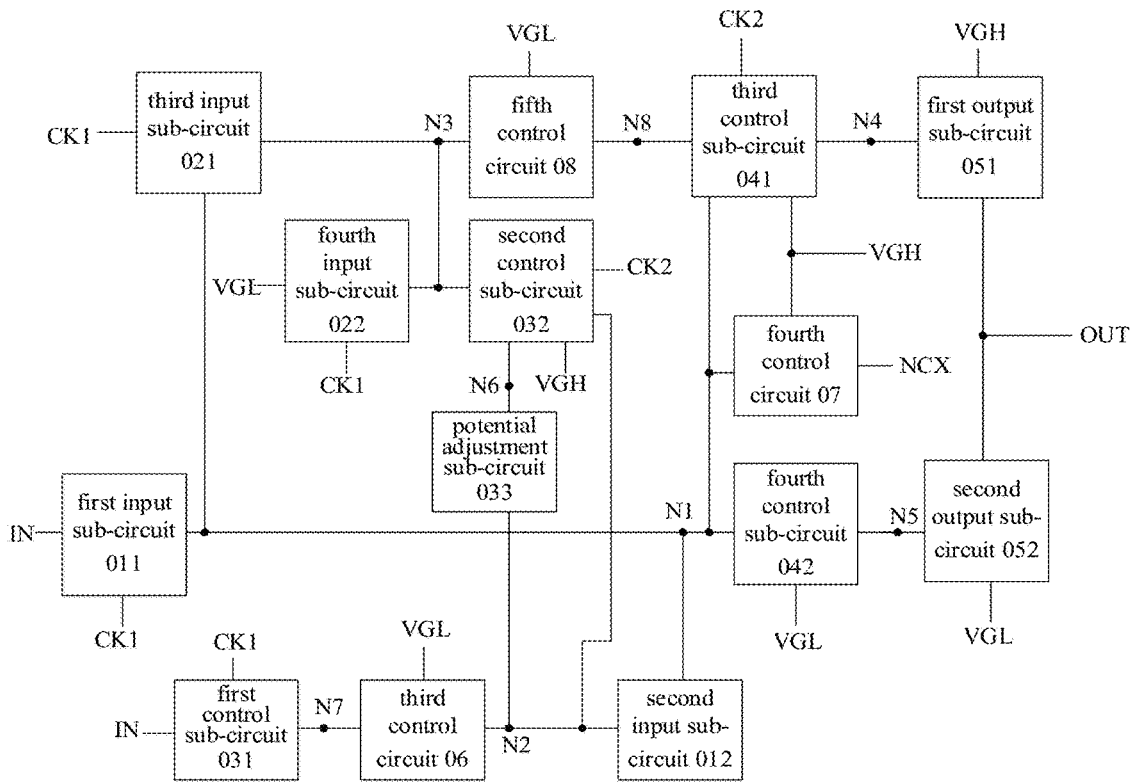 CK2
VGL
VGH
third input
sub-circuit
021
CK1
N3
fifth
control
circuit 08
N8
third
control
sub-circuit
041
N4
first output
sub-circuit
051
fourth
input
sub-circuit
022
VGL
CK1
second
control
sub-circuit
032
CK2
VGH
N6
VGH
fourth
control
circuit 07
NCX
OUT
potential
adjustment
sub-circuit
033
IN
first input
sub-circuit
011
CK1
N1
fourth
control
sub-circuit
042
VGL
N5
second
output sub-
circuit 052
VGL
CK1
IN
first
control
sub-circuit
031
N7
VGL
third
control
circuit 06
N2
second
input sub-
circuit 012